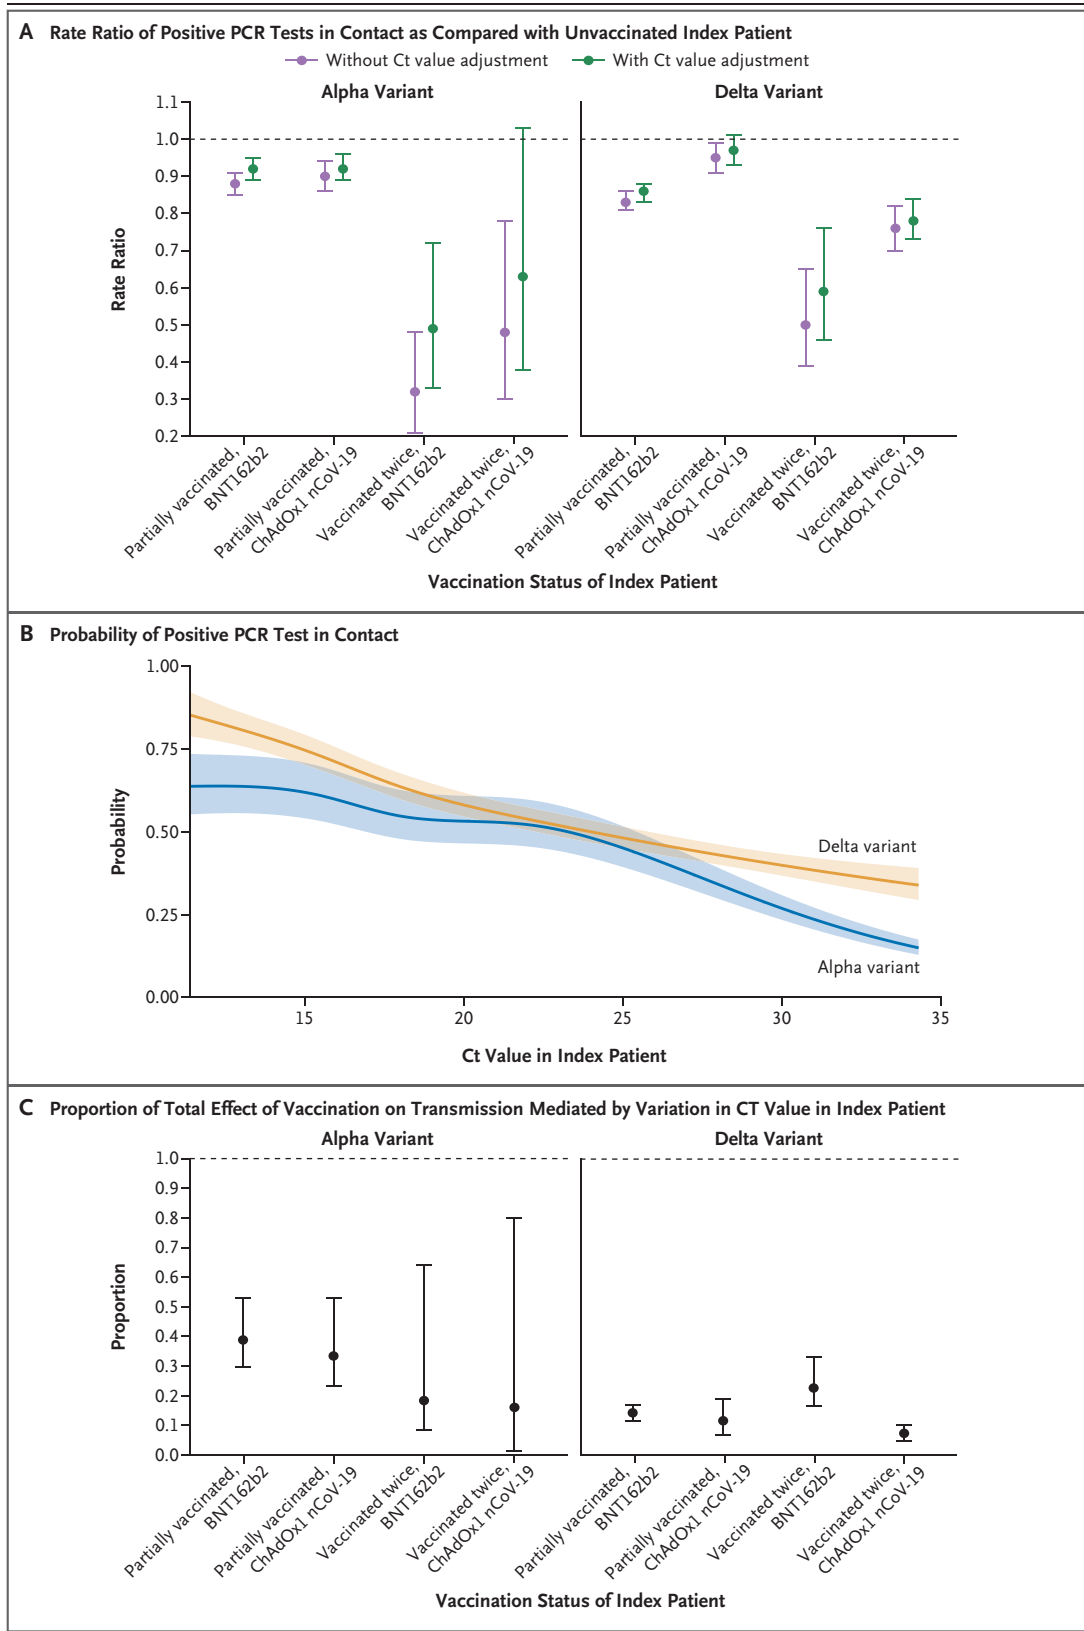 A Rate Ratio of Positive PCR Tests in Contact as Compared with Unvaccinated Index Patient
Without Ct value adjustment With Ct value adjustment
Alpha Variant Delta Variant
1.1
1.0
0.9
0.8
0.7
0.6
0.5
0.4
0.3
0.2
Rate Ratio
Partially vaccinated,
BNT162b2
Partially vaccinated,
ChAdOx1 nCoV-19
Vaccinated twice,
BNT162b2
Vaccinated twice,
ChAdOx1 nCoV-19
Partially vaccinated,
BNT162b2
Partially vaccinated,
ChAdOx1 nCoV-19
Vaccinated twice,
BNT162b2
Vaccinated twice,
ChAdOx1 nCoV-19
Vaccination Status of Index Patient
B Probability of Positive PCR Test in Contact
1.00
0.75
0.50
0.25
0.00
Probability
Delta variant
Alpha variant
15 20 25 30 35
Ct Value in Index Patient
C Proportion of Total Effect of Vaccination on Transmission Mediated by Variation in CT Value in Index Patient
Alpha Variant Delta Variant
1.0
0.9
0.8
0.7
0.6
0.5
0.4
0.3
0.2
0.1
0.0
Proportion
Partially vaccinated,
BNT162b2
Partially vaccinated,
ChAdOx1 nCoV-19
Vaccinated twice,
BNT162b2
Vaccinated twice,
ChAdOx1 nCoV-19
Partially vaccinated,
BNT162b2
Partially vaccinated,
ChAdOx1 nCoV-19
Vaccinated twice,
BNT162b2
Vaccinated twice,
ChAdOx1 nCoV-19
Vaccination Status of Index Patient